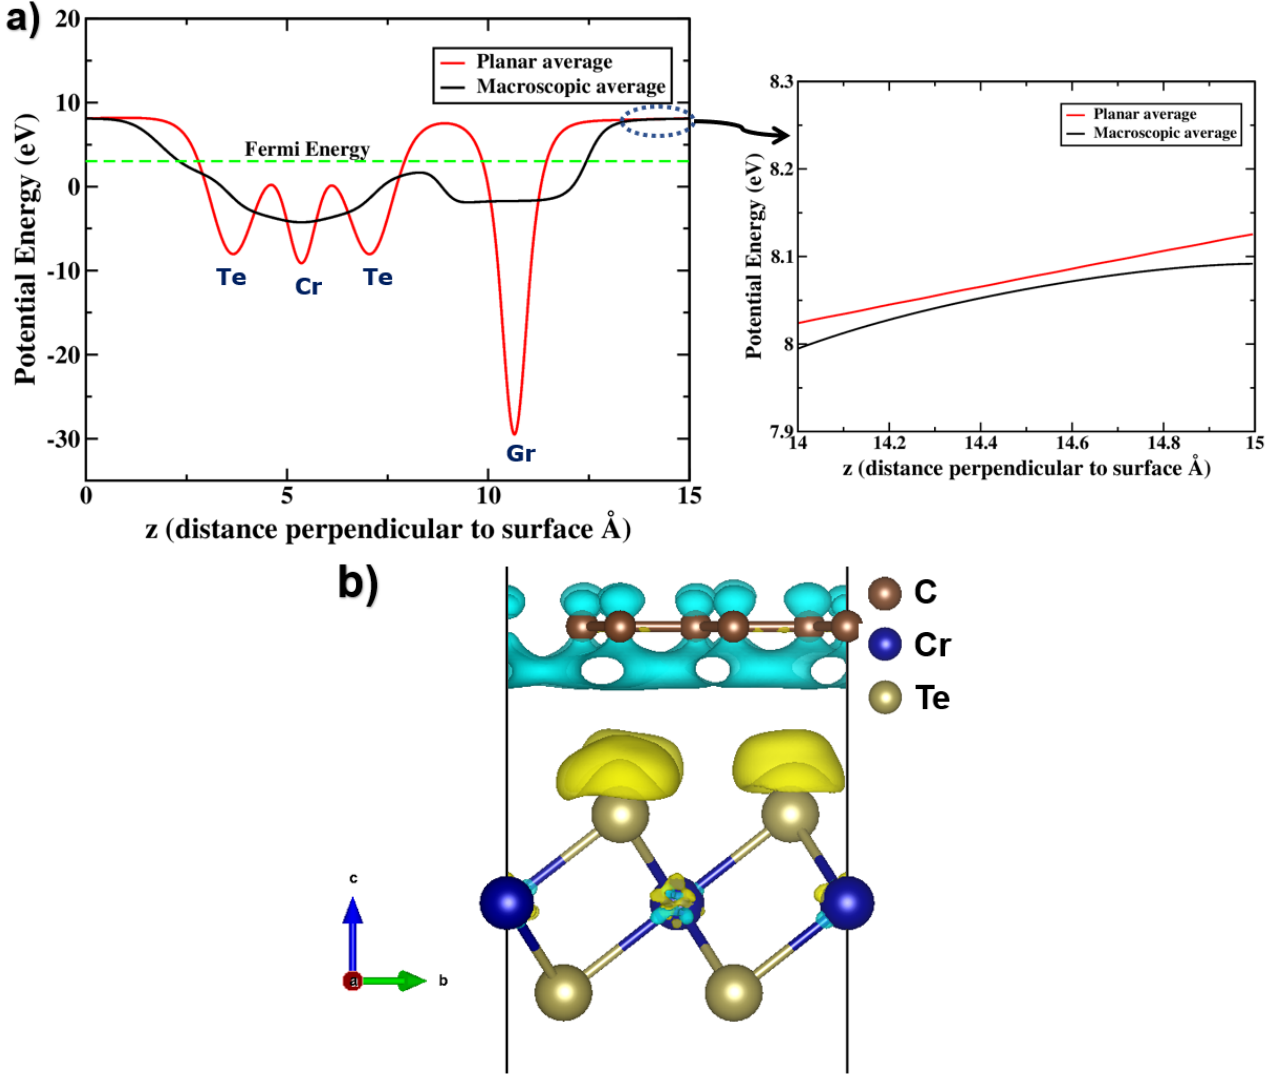 a)
20
10
0
-10
-20
-30
Potential Energy (eV)
Planar average
Macroscopic average
Fermi Energy
Te
Cr
Te
Gr
0
5
10
15
z (distance perpendicular to surface Å)
8.3
8.2
8.1
8
7.9
Potential Energy (eV)
Planar average
Macroscopic average
14
14.2
14.4
14.6
14.8
15
z (distance perpendicular to surface Å)
b)
C
Cr
Te
c
a
b